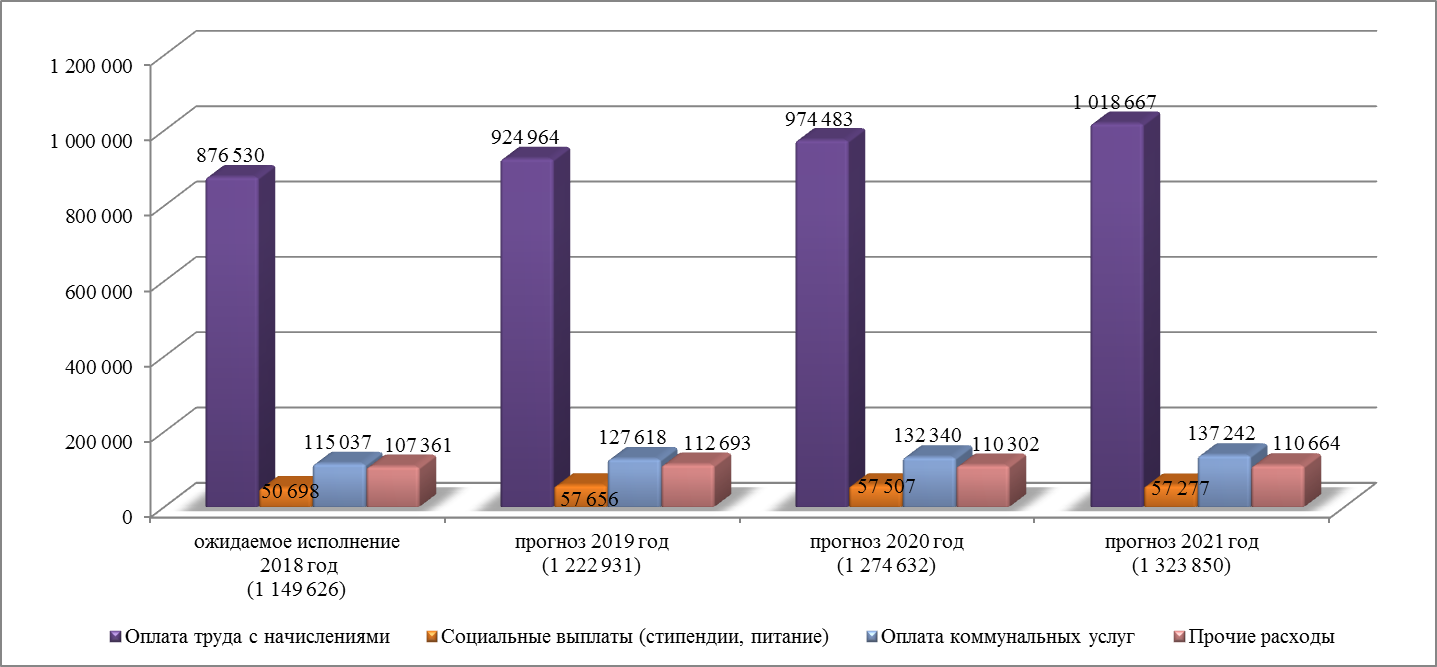 1 200 000
1 000 000
800 000
600 000
400 000
200 000
0
876 530
50 698
115 037
107 361
924 964
57 656
127 618
112 693
974 483
57 507
132 340
110 302
1 018 667
57 277
137 242
110 664
ожидаемое исполнение
2018 год
(1 149 626)
прогноз 2019 год
(1 222 931)
прогноз 2020 год
(1 274 632)
прогноз 2021 год
(1 323 850)
Оплата труда с начислениями
Социальные выплаты (стипендии, питание)
Оплата коммунальных услуг
Прочие расходы